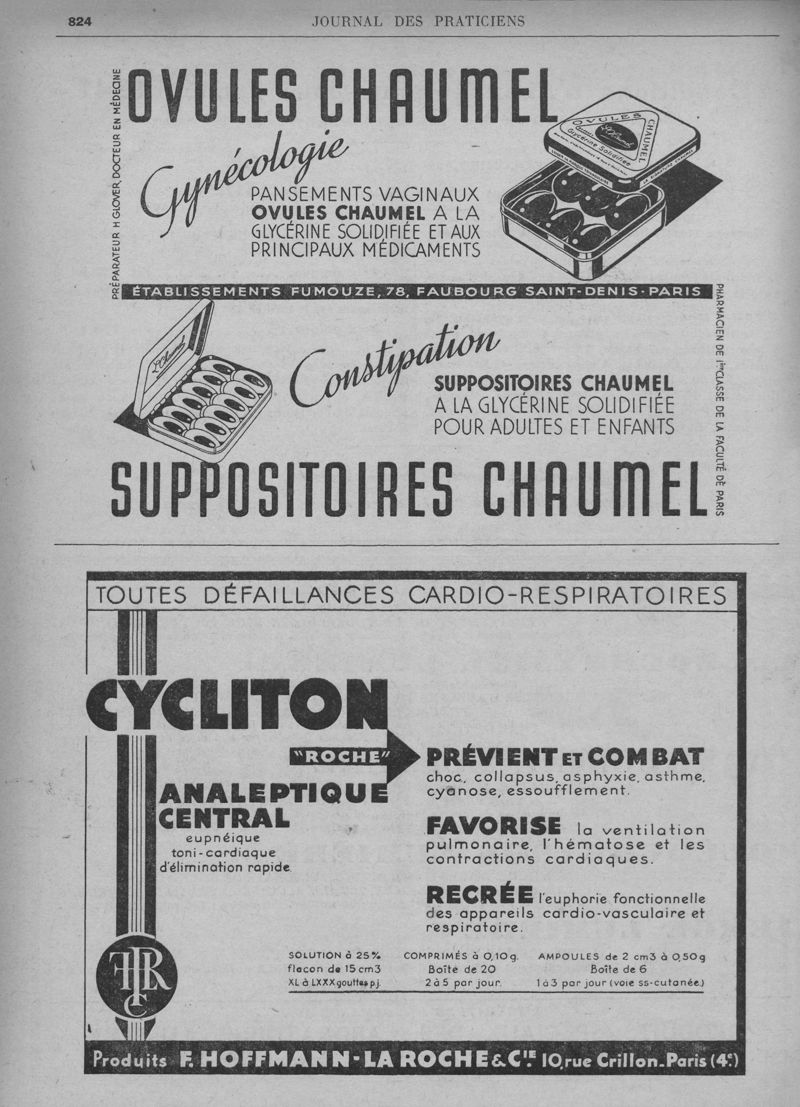 824
JOURNAL DES PRATICIENS
PRÉPARATEUR H GLOVER, DOCTEUR EN MÉDECINE
OVULES CHAUMEL
Gynécologie
OVULES
CHAUMEL
Glycérine Solidifiée
PANSEMENTS VAGINAUX
OVULES CHAUMEL A LA
GLYCÉRINE SOLIDIFIÉE ET AUX
PRINCIPAUX MÉDICAMENTS
ÉTABLISSEMENTS FUMOUZE, 78, FAUBOURG SAINT-DENIS-PARIS
PHARMACIEN DE 1ÈRE CLASSE DE LA FACULTÉ DE PARIS
Constipation
SUPPOSITOIRES CHAUMEL
A LA GLYCÉRINE SOLIDIFIÉE
POUR ADULTES ET ENFANTS
SUPPOSITOIRES CHAUMEL
TOUTES DÉFAILLANCES CARDIO-RESPIRATOIRES
CYCLITON
"ROCHE"
ANALEPTIQUE
CENTRAL
eupnéique
toni-cardiaque
d'élimination rapide
PRÉVIENT ET COMBAT
choc, collapsus, asphyxie, asthme,
cyanose, essoufflement.
FAVORISE la ventilation
pulmonaire, l'hématose et les
contractions cardiaques.
RECRÉE l'euphorie fonctionnelle
des appareils cardio-vasculaire et
respiratoire.
SOLUTION à 25%
flacon de 15 cm3
XL à LXXX gouttes p.j.
COMPRIMÉS à 0,10 g.
Boîte de 20
2 à 5 par jour.
AMPOULES de 2 cm3 à 0,50g
Boîte de 6
1 à 3 par jour (voie ss-cutanée.)
FHRC
Produits F. HOFFMANN-LA ROCHE & CIE. 10, rue Crillon-Paris (4e.)